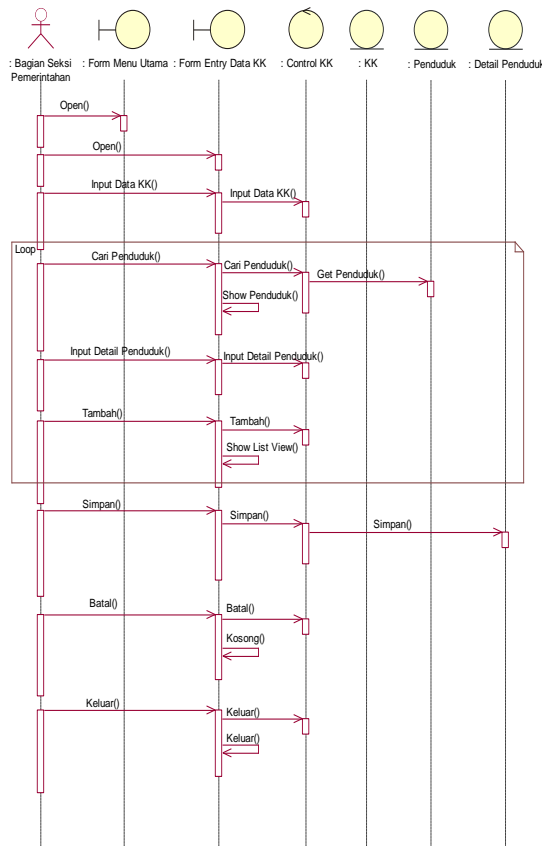 : Bagian Seksi
Pemerintahan
: Form Menu Utama
: Form Entry Data KK
: Control KK
: KK
: Penduduk
: Detail Penduduk
Open()
Open()
Input Data KK()
Input Data KK()
Loop
Cari Penduduk()
Cari Penduduk()
Get Penduduk()
Show Penduduk()
Input Detail Penduduk()
Input Detail Penduduk()
Tambah()
Tambah()
Show List View()
Simpan()
Simpan()
Simpan()
Batal()
Batal()
Kosong()
Keluar()
Keluar()
Keluar()